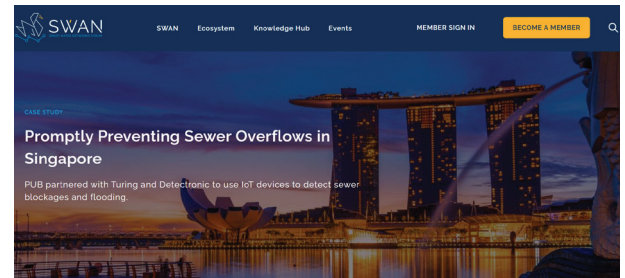 SWAN
SWAN Ecosystem Knowledge Hub Events MEMBER SIGN IN BECOME A MEMBER
CASE STUDY
Promptly Preventing Sewer Overflows in
Singapore
PUB partnered with Turing and Detectronic to use IoT devices to detect sewer
blockages and flooding.